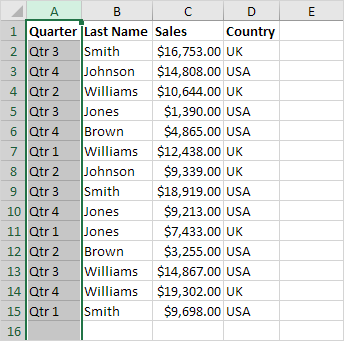 A B C D E
1 Quarter Last Name Sales Country
2 Qtr 3 Smith $16,753.00 UK
3 Qtr 4 Johnson $14,808.00 USA
4 Qtr 2 Williams $10,644.00 UK
5 Qtr 3 Jones $1,390.00 USA
6 Qtr 4 Brown $4,865.00 USA
7 Qtr 1 Williams $12,438.00 UK
8 Qtr 2 Johnson $9,339.00 UK
9 Qtr 3 Smith $18,919.00 USA
10 Qtr 4 Jones $9,213.00 USA
11 Qtr 1 Jones $7,433.00 UK
12 Qtr 2 Brown $3,255.00 USA
13 Qtr 3 Williams $14,867.00 USA
14 Qtr 4 Williams $19,302.00 UK
15 Qtr 1 Smith $9,698.00 USA
16